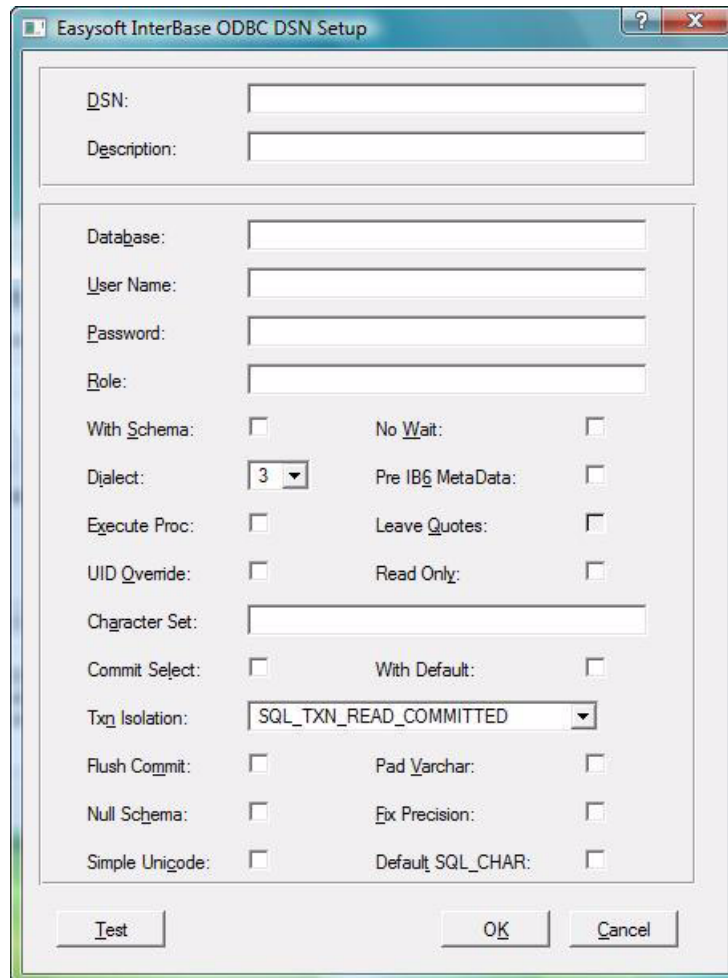 Easysoft InterBase ODBC DSN Setup ? X
DSN:
Description:
Database:
User Name:
Password:
Role:
With Schema: No Wait:
Dialect: 3 Pre IB6 MetaData:
Execute Proc: Leave Quotes:
UID Override: Read Only:
Character Set:
Commit Select: With Default:
Txn Isolation: SQL_TXN_READ_COMMITTED
Flush Commit: Pad Varchar:
Null Schema: Fix Precision:
Simple Unicode: Default SQL_CHAR:
Test OK Cancel